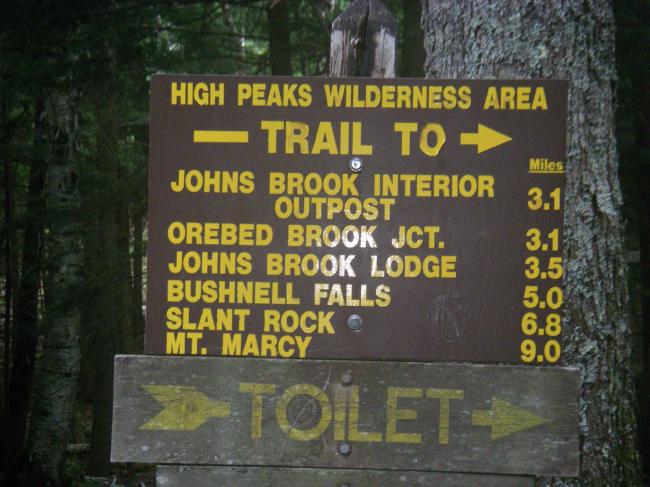 HIGH PEAKS WILDERNESS AREA
TRAIL TO
Miles
JOHNS BROOK INTERIOR
OUTPOST 3.1
OREBED BROOK JCT. 3.1
JOHNS BROOK LODGE 3.5
BUSHNELL FALLS 5.0
SLANT ROCK 6.8
MT. MARCY 9.0
TOILET